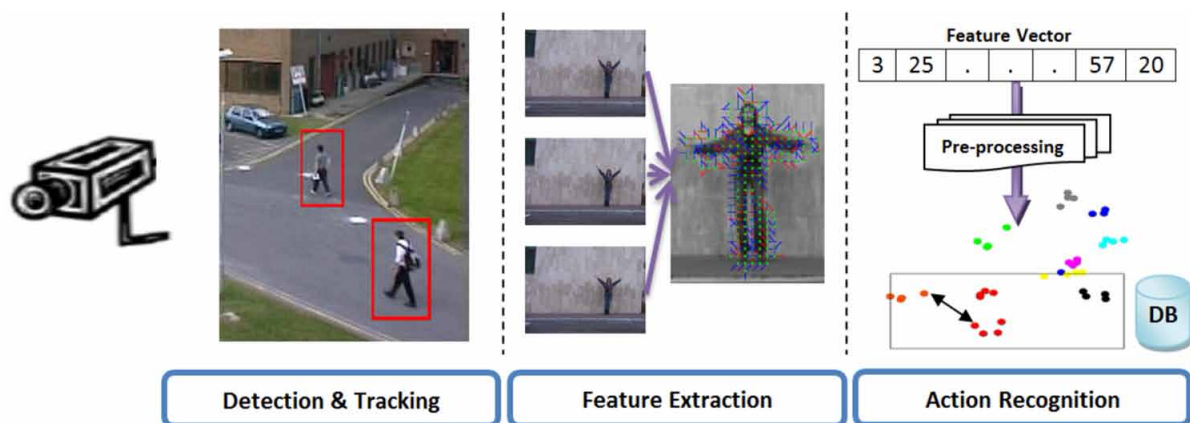 Feature Vector
3 25 . . . 57 20
Pre-processing
DB
Detection & Tracking
Feature Extraction
Action Recognition